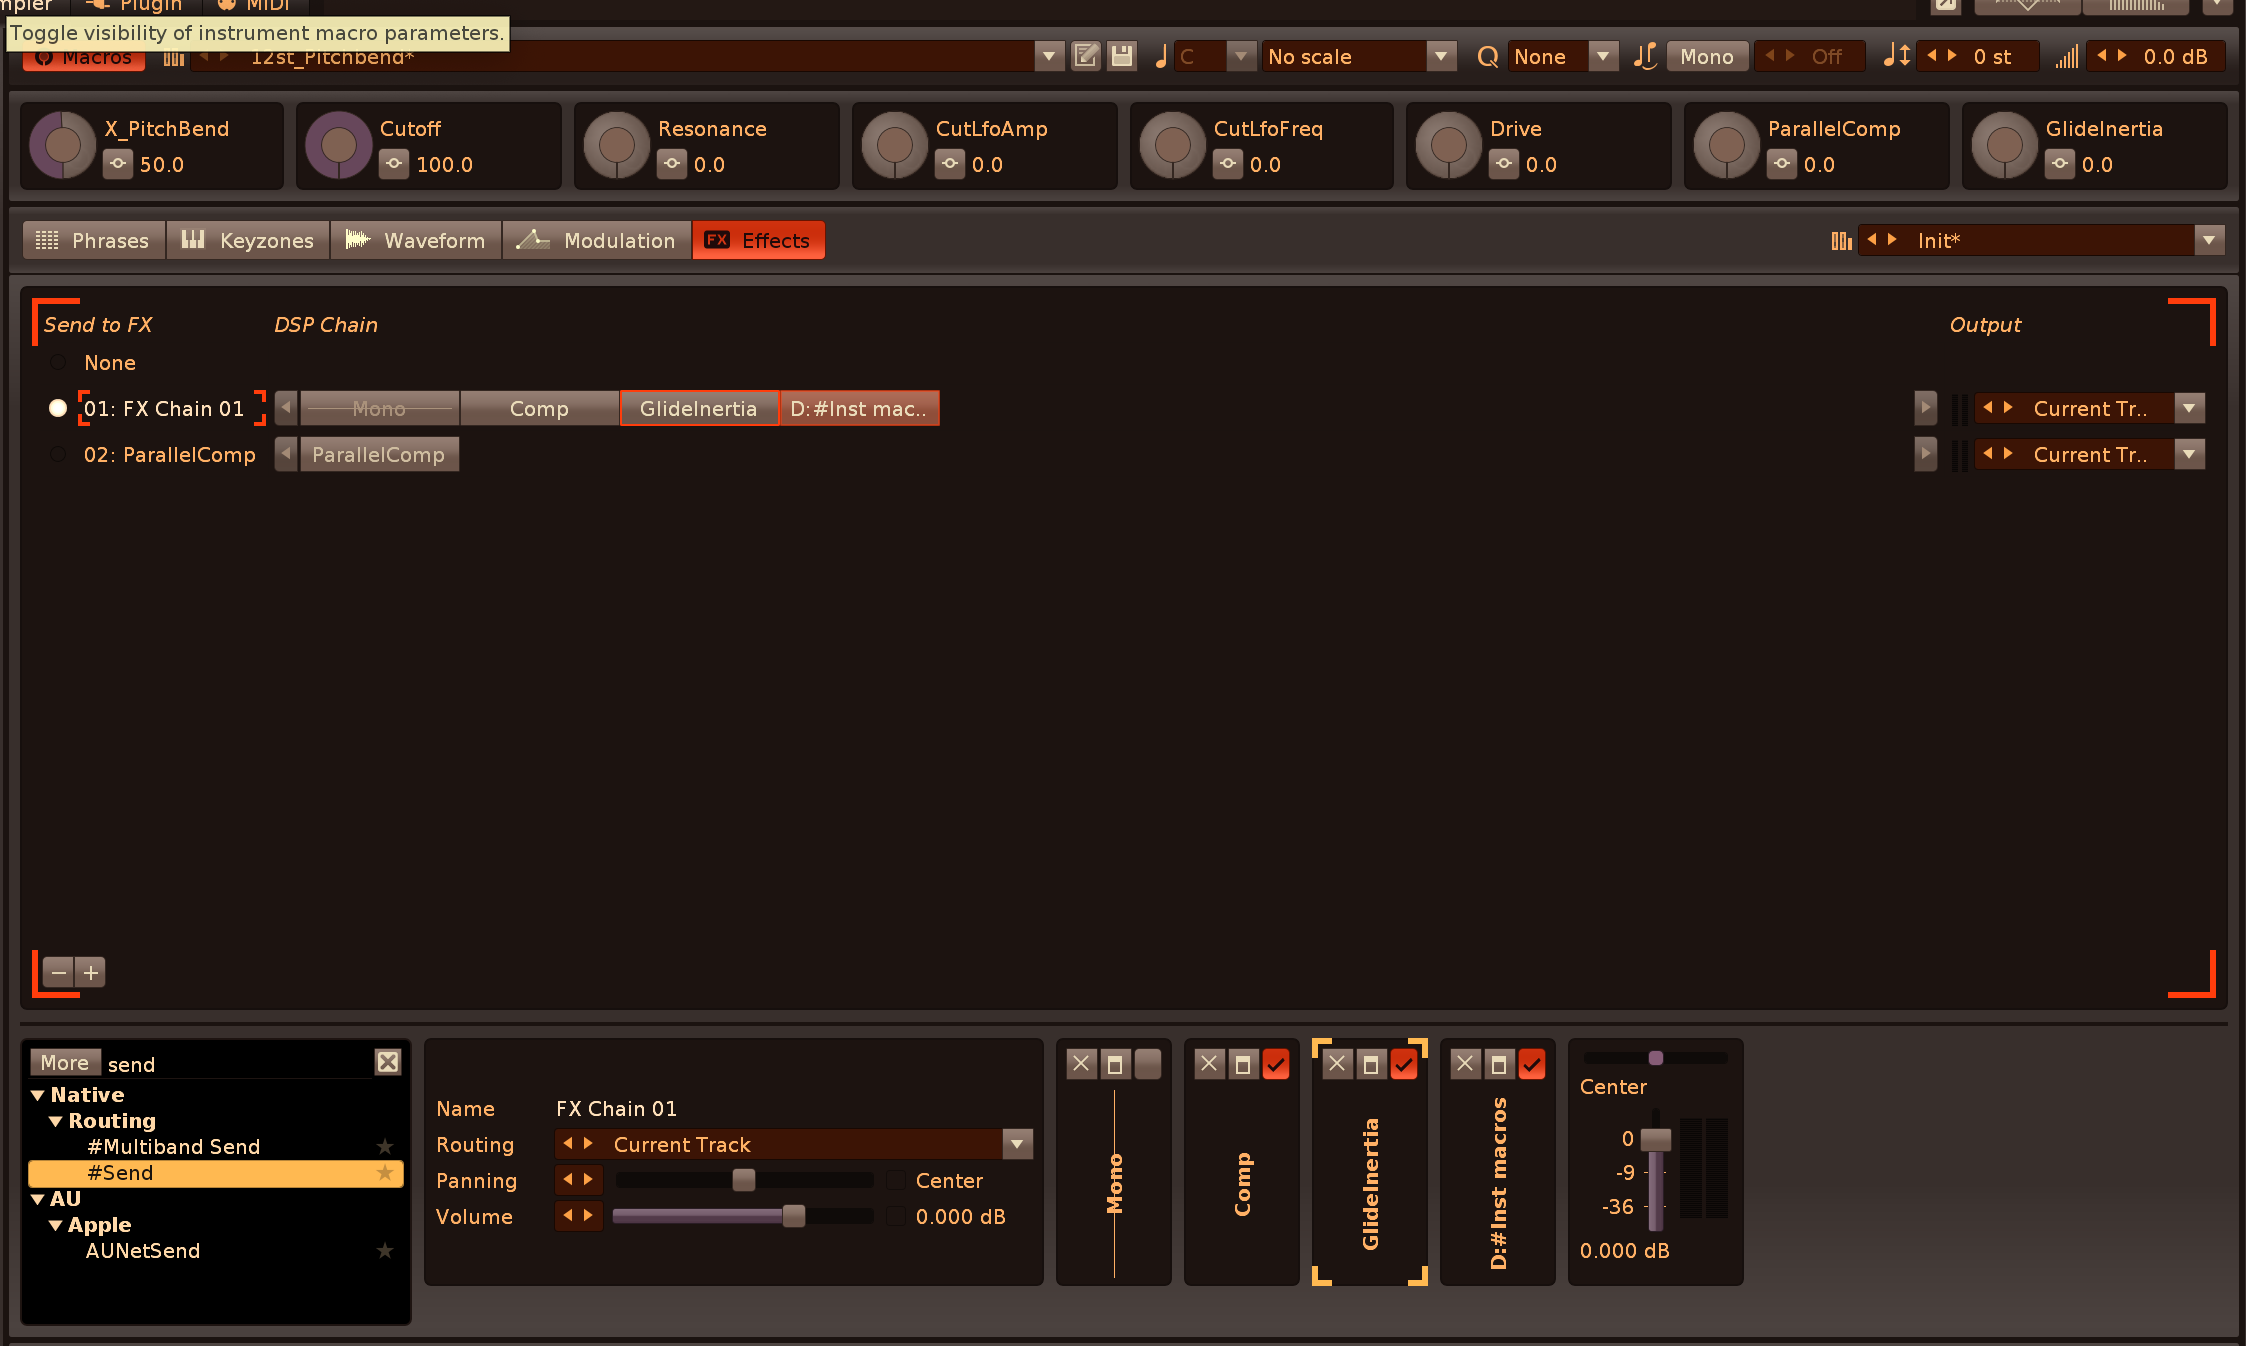 Plugin
MIDI
Toggle visibility of instrument macro parameters.
Macros
12st_Pitchbend*
C
No scale
None
Mono
Off
0 st
0.0 dB
X_PitchBend
50.0
Cutoff
100.0
Resonance
0.0
CutLfoAmp
0.0
CutLfoFreq
0.0
Drive
0.0
ParallelComp
0.0
GlideInertia
0.0
Phrases
Keyzones
Waveform
Modulation
FX Effects
Init*
Send to FX
DSP Chain
Output
None
01: FX Chain 01
Mono
Comp
GlideInertia
D:#Inst mac..
Current Tr..
02: ParallelComp
ParallelComp
Current Tr..
More
send
Native
Routing
#Multiband Send
#Send
AU
Apple
AUNetSend
Name
FX Chain 01
Routing
Current Track
Panning
Center
Volume
0.000 dB
Mono
Comp
GlideInertia
D:#Inst macros
Center
0
-9
-36
0.000 dB